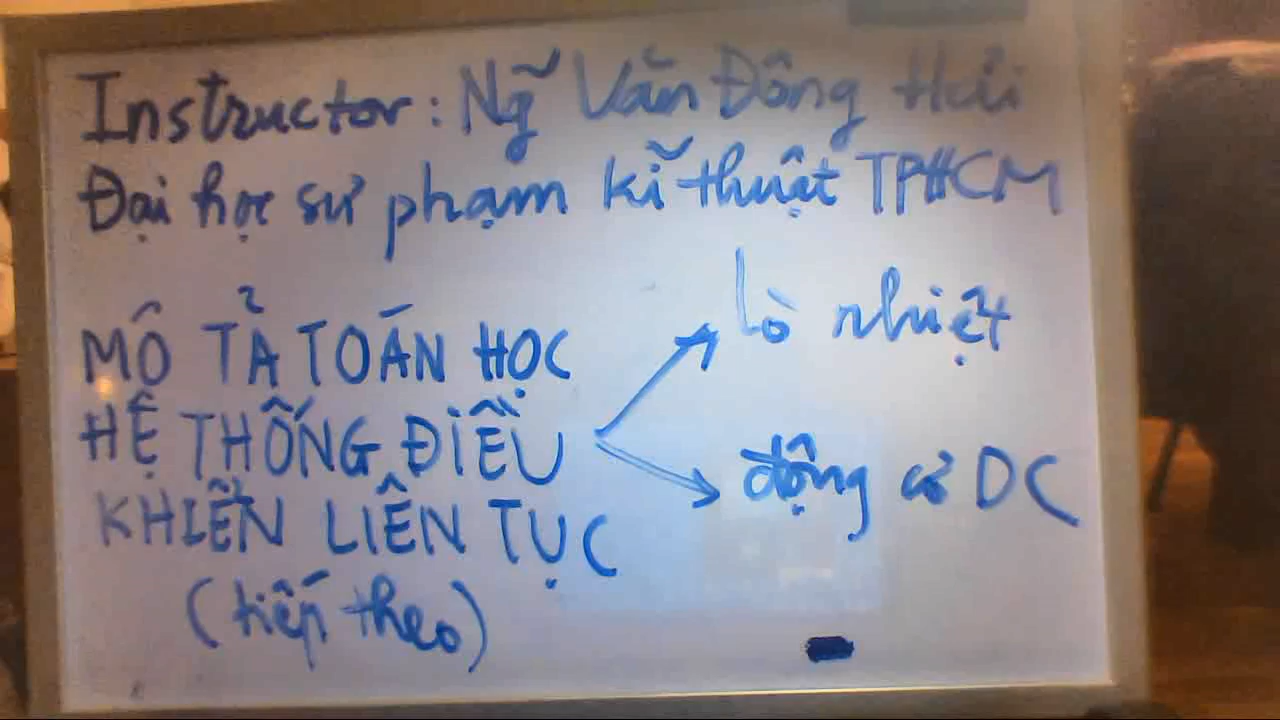 Instructor: Ng̃ Văn Đông Hải
Đại học sư phạm kĩ thuật TPHCM
MÔ TẢ TOÁN HỌC
HỆ THỐNG ĐIỀU
KHIỂN LIÊN TỤC
(tiếp theo)
lò nhiệt
động cơ DC